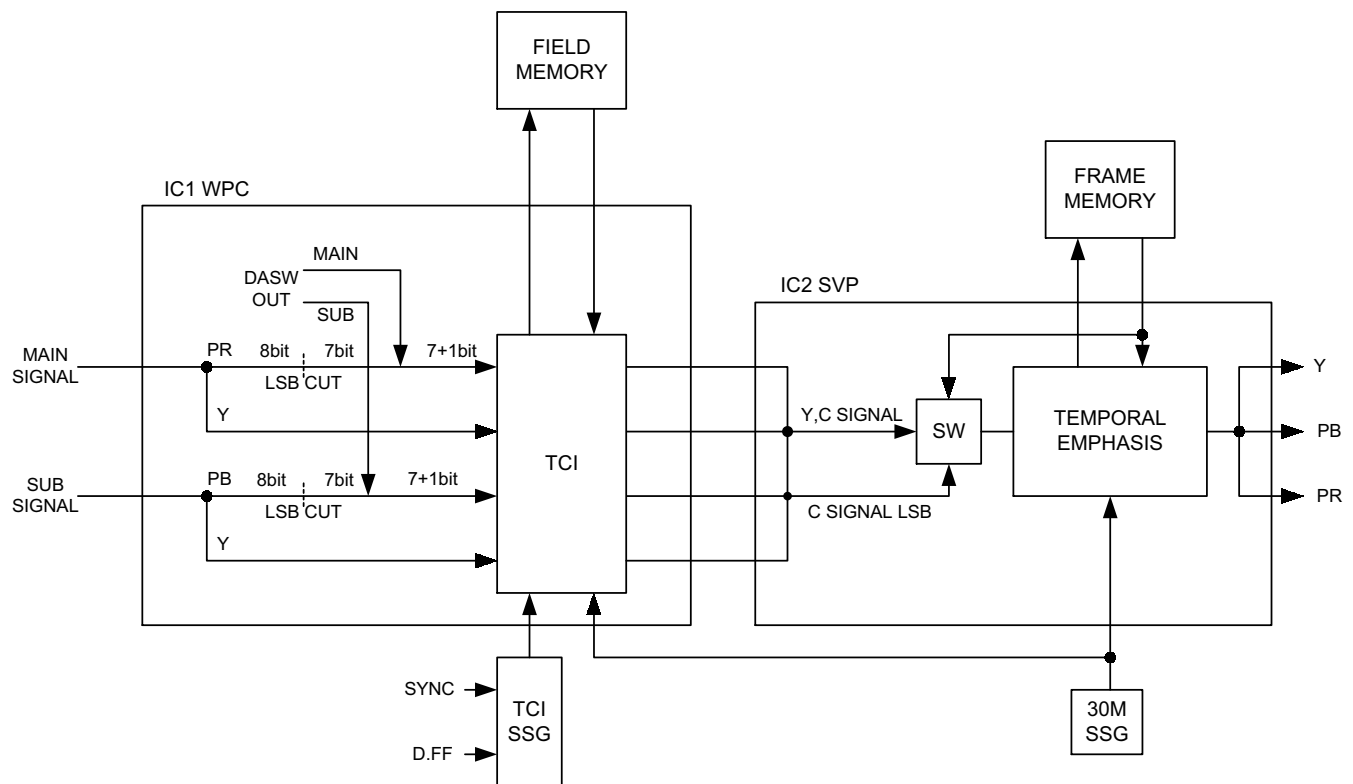 FIELD
MEMORY
IC1 WPC
FRAME
MEMORY
MAIN
DASW
OUT
SUB
IC2 SVP
MAIN
SIGNAL
PR
8bit
7bit
7+1bit
LSB CUT
Y
Y,C SIGNAL
SW
TEMPORAL
EMPHASIS
Y
PB
PR
TCI
SUB
SIGNAL
PB
8bit
7bit
7+1bit
LSB CUT
C SIGNAL LSB
Y
SYNC
D.FF
TCI
SSG
30M
SSG